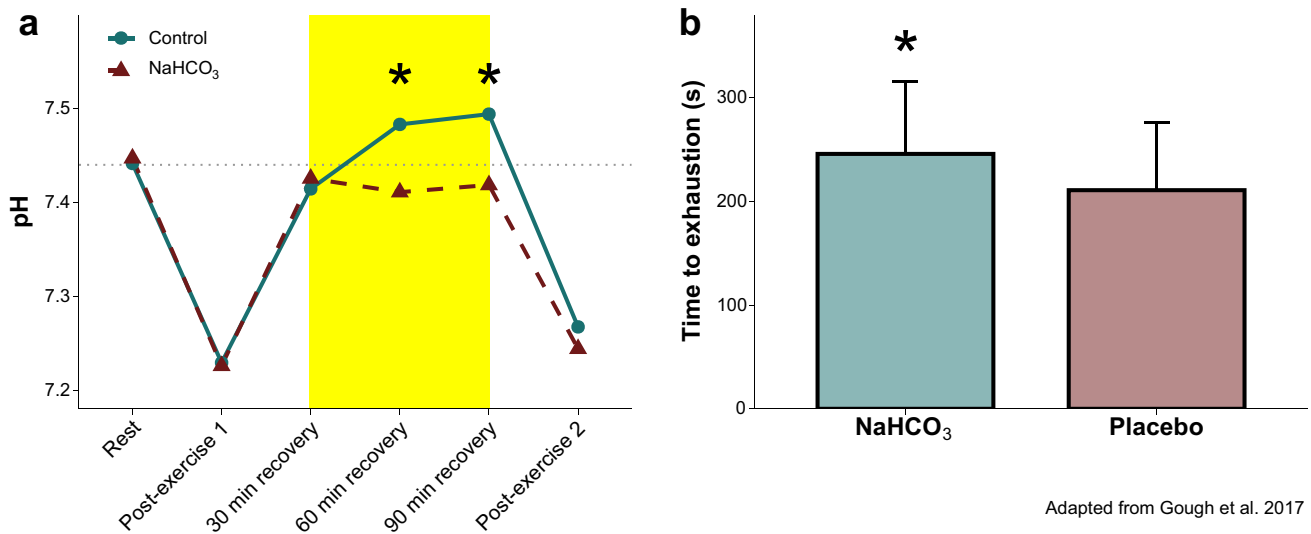 a
Control
NaHCO₃
* *
7.5
7.4
7.3
7.2
pH
Rest
Post-exercise 1
30 min recovery
60 min recovery
90 min recovery
Post-exercise 2
b
*
300
200
100
0
Time to exhaustion (s)
NaHCO₃
Placebo
Adapted from Gough et al. 2017